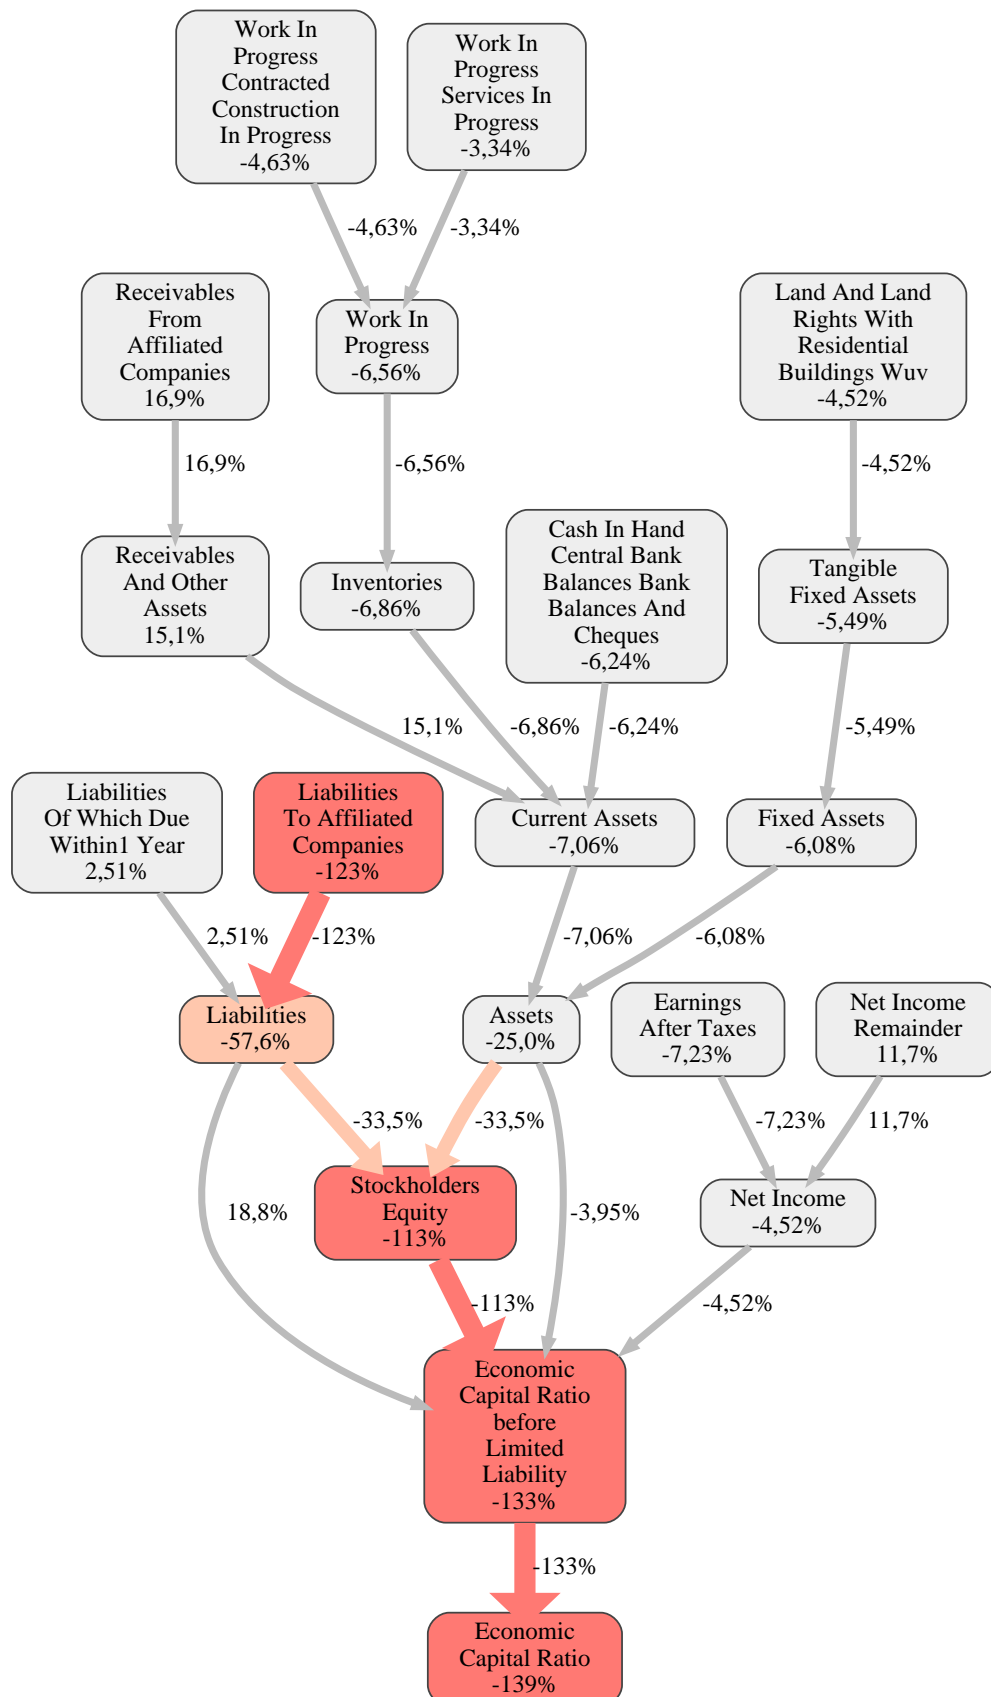 Work In
Progress
Contracted
Construction
In Progress
-4,63%
Work In
Progress
Services In
Progress
-3,34%
-4,63%
-3,34%
Receivables
From
Affiliated
Companies
16,9%
Work In
Progress
-6,56%
Land And Land
Rights With
Residential
Buildings Wuv
-4,52%
16,9%
-6,56%
-4,52%
Receivables
And Other
Assets
15,1%
Inventories
-6,86%
Cash In Hand
Central Bank
Balances Bank
Balances And
Cheques
-6,24%
Tangible
Fixed Assets
-5,49%
15,1%
-6,86%
-6,24%
-5,49%
Liabilities
Of Which Due
Within1 Year
2,51%
Liabilities
To Affiliated
Companies
-123%
Current Assets
-7,06%
Fixed Assets
-6,08%
2,51%
-123%
-7,06%
-6,08%
Liabilities
-57,6%
Assets
-25,0%
Earnings
After Taxes
-7,23%
Net Income
Remainder
11,7%
-33,5%
-33,5%
-7,23%
11,7%
18,8%
Stockholders
Equity
-113%
-3,95%
Net Income
-4,52%
-113%
-4,52%
Economic
Capital Ratio
before
Limited
Liability
-133%
-133%
Economic
Capital Ratio
-139%